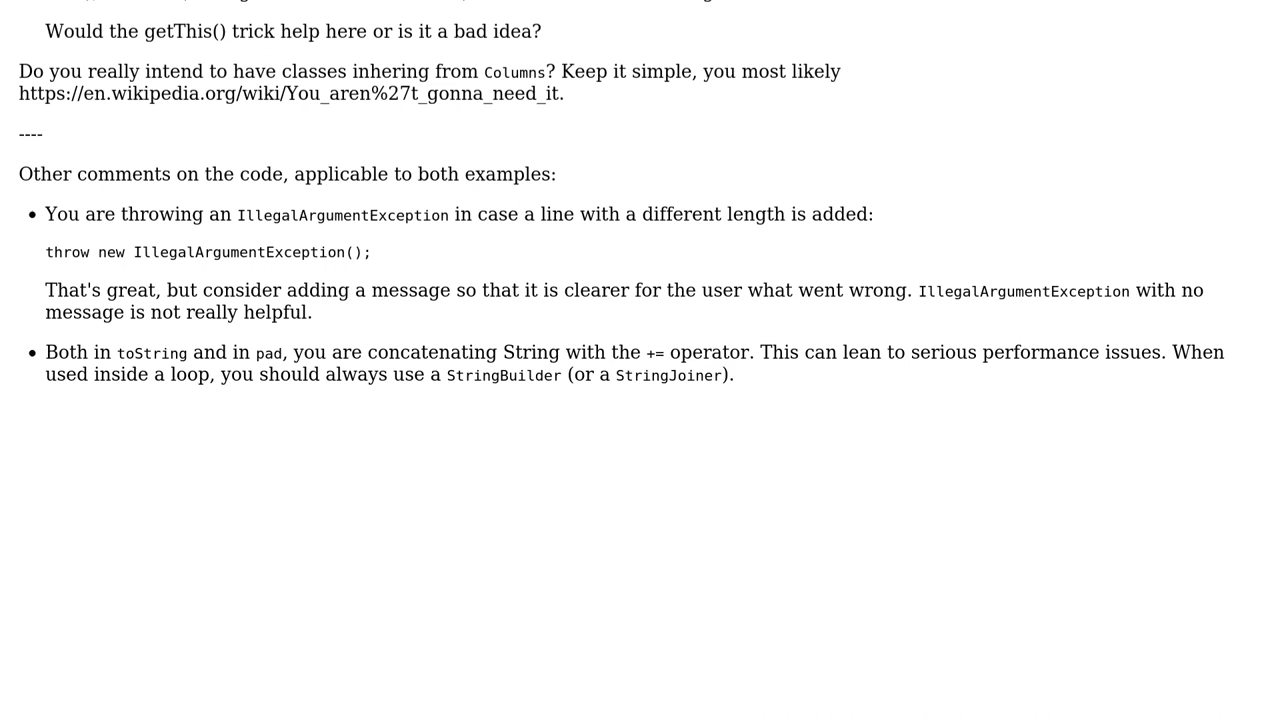 Would the getThis() trick help here or is it a bad idea?
Do you really intend to have classes inhering from Columns? Keep it simple, you most likely
https://en.wikipedia.org/wiki/You_aren%27t_gonna_need_it.
----
Other comments on the code, applicable to both examples:
• You are throwing an IllegalArgumentException in case a line with a different length is added:
throw new IllegalArgumentException();
That's great, but consider adding a message so that it is clearer for the user what went wrong. IllegalArgumentException with no
message is not really helpful.
• Both in toString and in pad, you are concatenating String with the += operator. This can lean to serious performance issues. When
used inside a loop, you should always use a StringBuilder (or a StringJoiner).